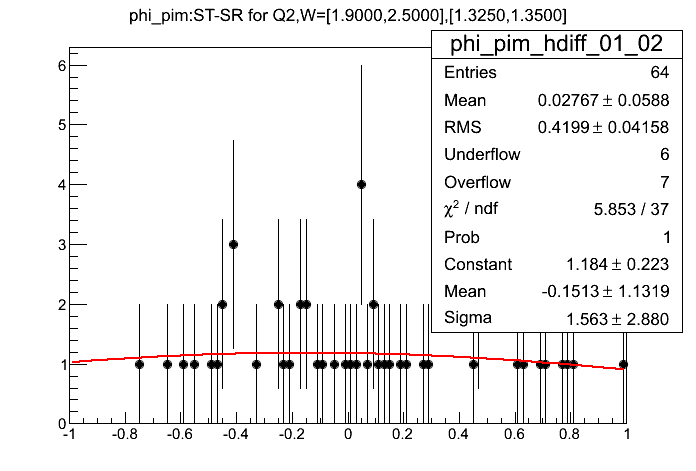 phi_pim:ST-SR for Q2,W=[1.9000,2.5000],[1.3250,1.3500]
phi_pim_hdiff_01_02
Entries 64
Mean 0.02767 ± 0.0588
RMS 0.4199 ± 0.04158
Underflow 6
Overflow 7
χ² / ndf 5.853 / 37
Prob 1
Constant 1.184 ± 0.223
Mean -0.1513 ± 1.1319
Sigma 1.563 ± 2.880
6
5
4
3
2
1
0
-1 -0.8 -0.6 -0.4 -0.2 0 0.2 0.4 0.6 0.8 1